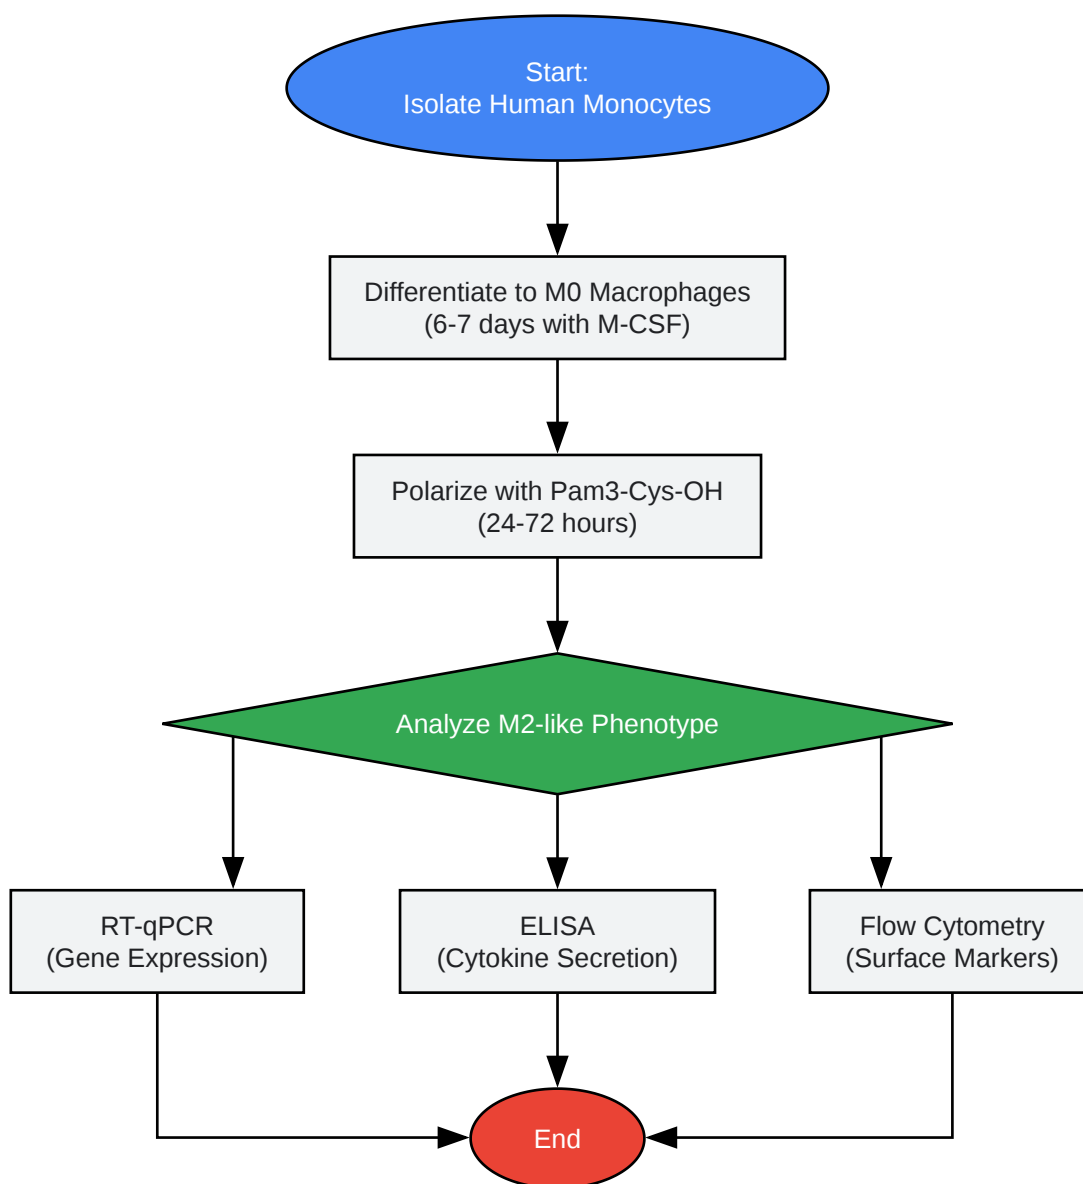 Start:
Isolate Human Monocytes
Differentiate to M0 Macrophages
(6-7 days with M-CSF)
Polarize with Pam3-Cys-OH
(24-72 hours)
Analyze M2-like Phenotype
RT-qPCR
(Gene Expression)
ELISA
(Cytokine Secretion)
Flow Cytometry
(Surface Markers)
End